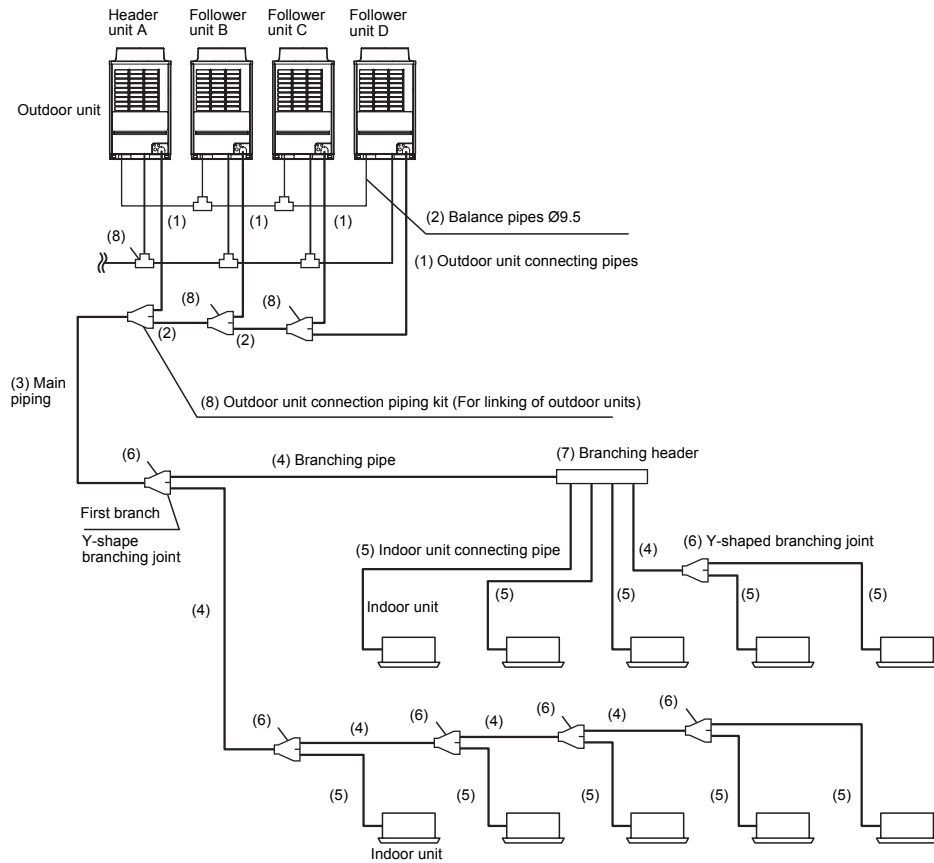 Header
unit A
Follower
unit B
Follower
unit C
Follower
unit D
Outdoor unit
(1)
(1)
(1)
(2) Balance pipes Ø9.5
(8)
(1) Outdoor unit connecting pipes
(8)
(8)
(2)
(2)
(3) Main
piping
(8) Outdoor unit connection piping kit (For linking of outdoor units)
(6)
(4) Branching pipe
(7) Branching header
First branch
Y-shape
branching joint
(5) Indoor unit connecting pipe
(4)
(6) Y-shaped branching joint
(4)
Indoor unit
(5)
(5)
(5)
(5)
(6)
(4)
(6)
(4)
(6)
(4)
(6)
(5)
(5)
(5)
(5)
(5)
Indoor unit